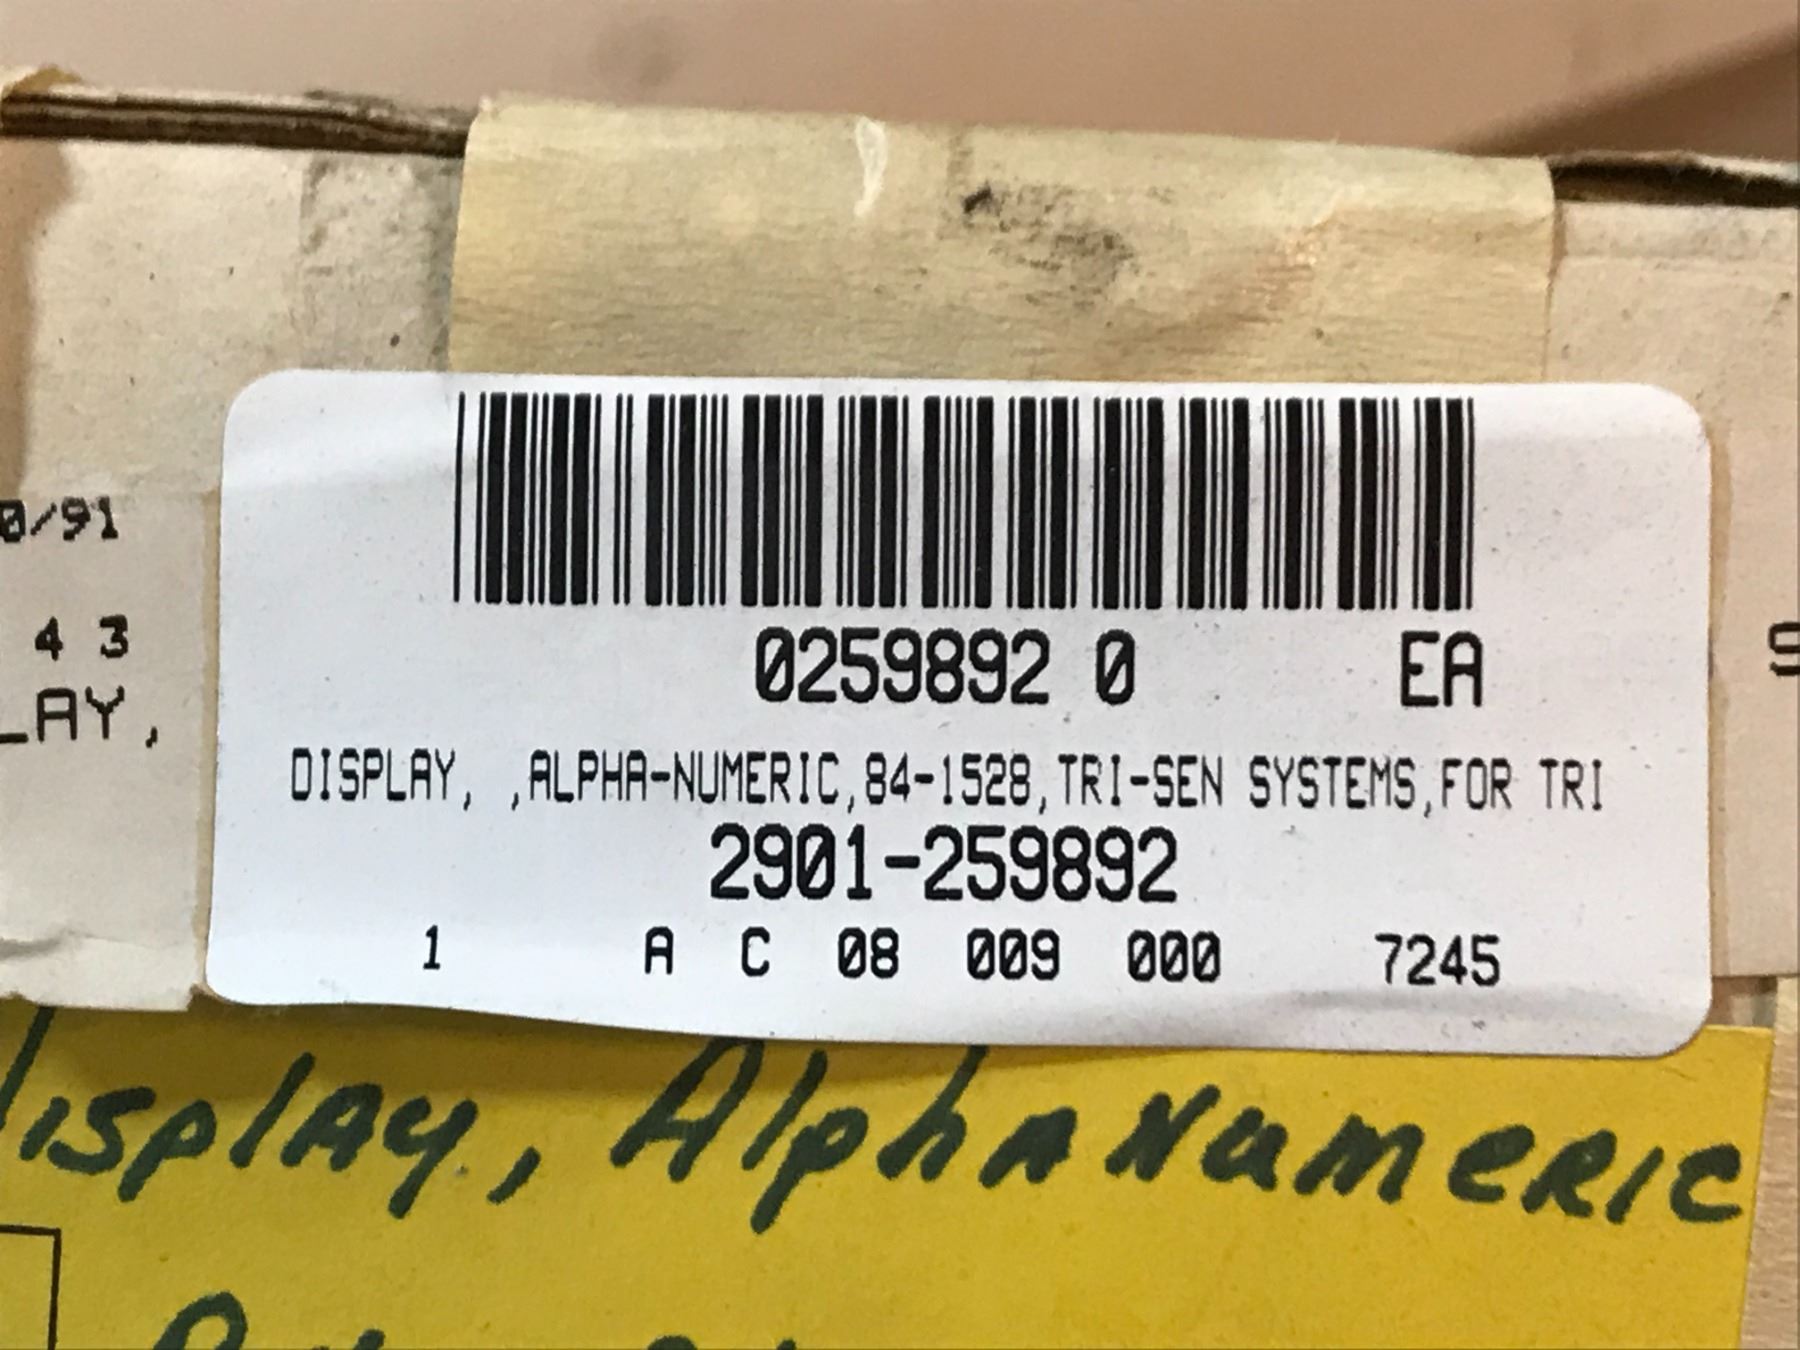 0/91
4 3
LAY,
0259892 0 EA
DISPLAY, ,ALPHA-NUMERIC,84-1528,TRI-SEN SYSTEMS,FOR TRI
2901-259892
1 A C 08 009 000 7245
Display, AlphaNumeric